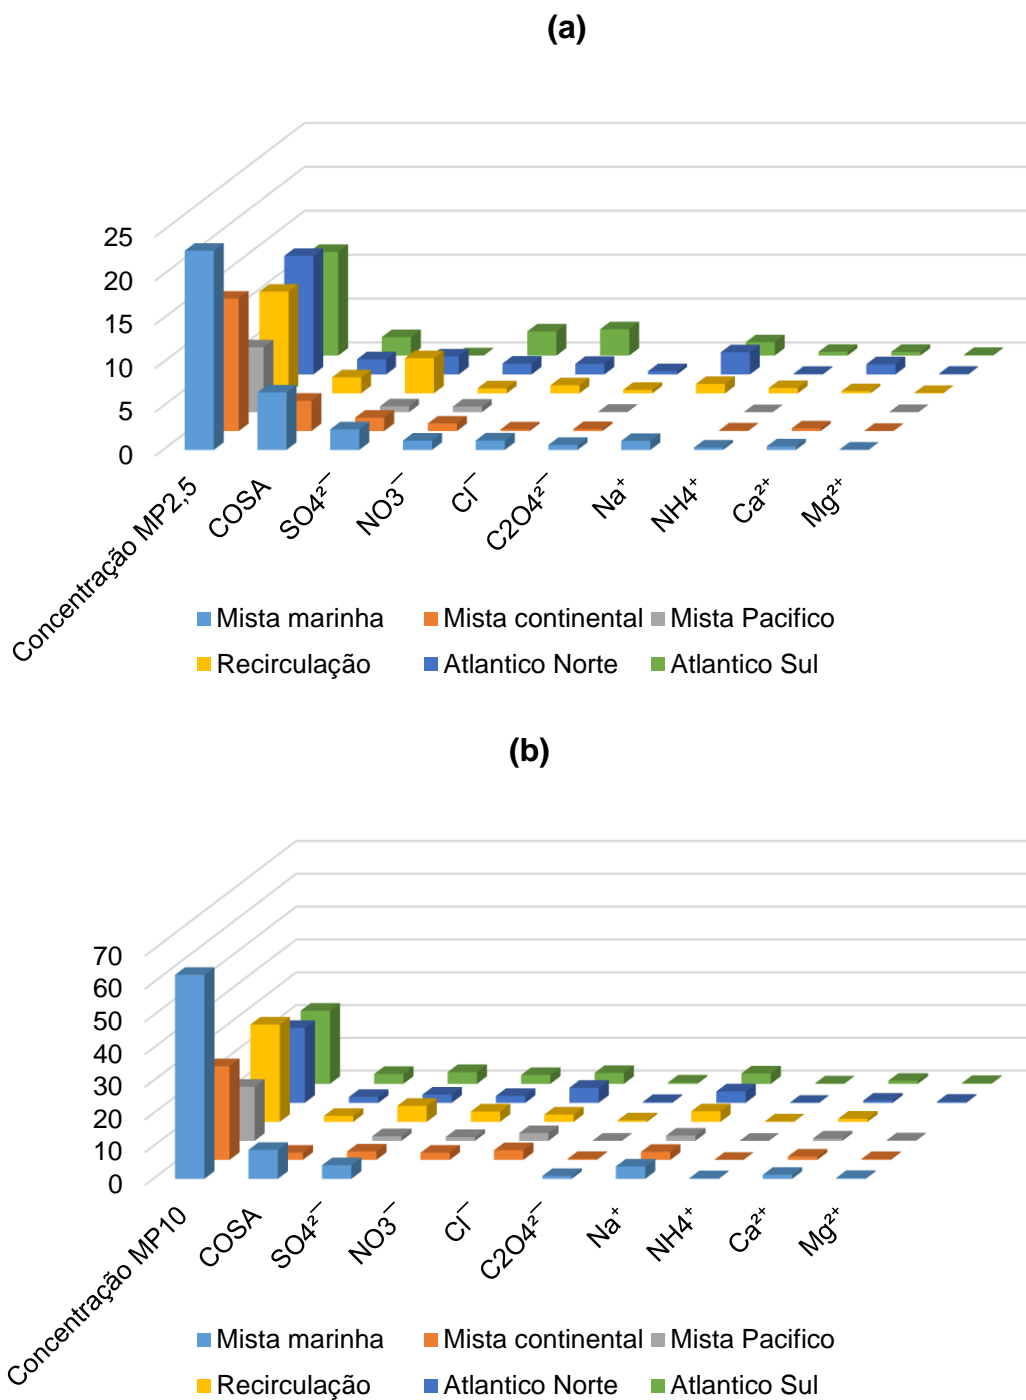 (a)
25
20
15
10
5
0
Concentração MP2,5
COSA
SO4²⁻
NO3⁻
Cl⁻
C2O4²⁻
Na⁺
NH4⁺
Ca²⁺
Mg²⁺
Mista marinha
Mista continental
Mista Pacifico
Recirculação
Atlantico Norte
Atlantico Sul
(b)
70
60
50
40
30
20
10
0
Concentração MP10
COSA
SO4²⁻
NO3⁻
Cl⁻
C2O4²⁻
Na⁺
NH4⁺
Ca²⁺
Mg²⁺
Mista marinha
Mista continental
Mista Pacifico
Recirculação
Atlantico Norte
Atlantico Sul